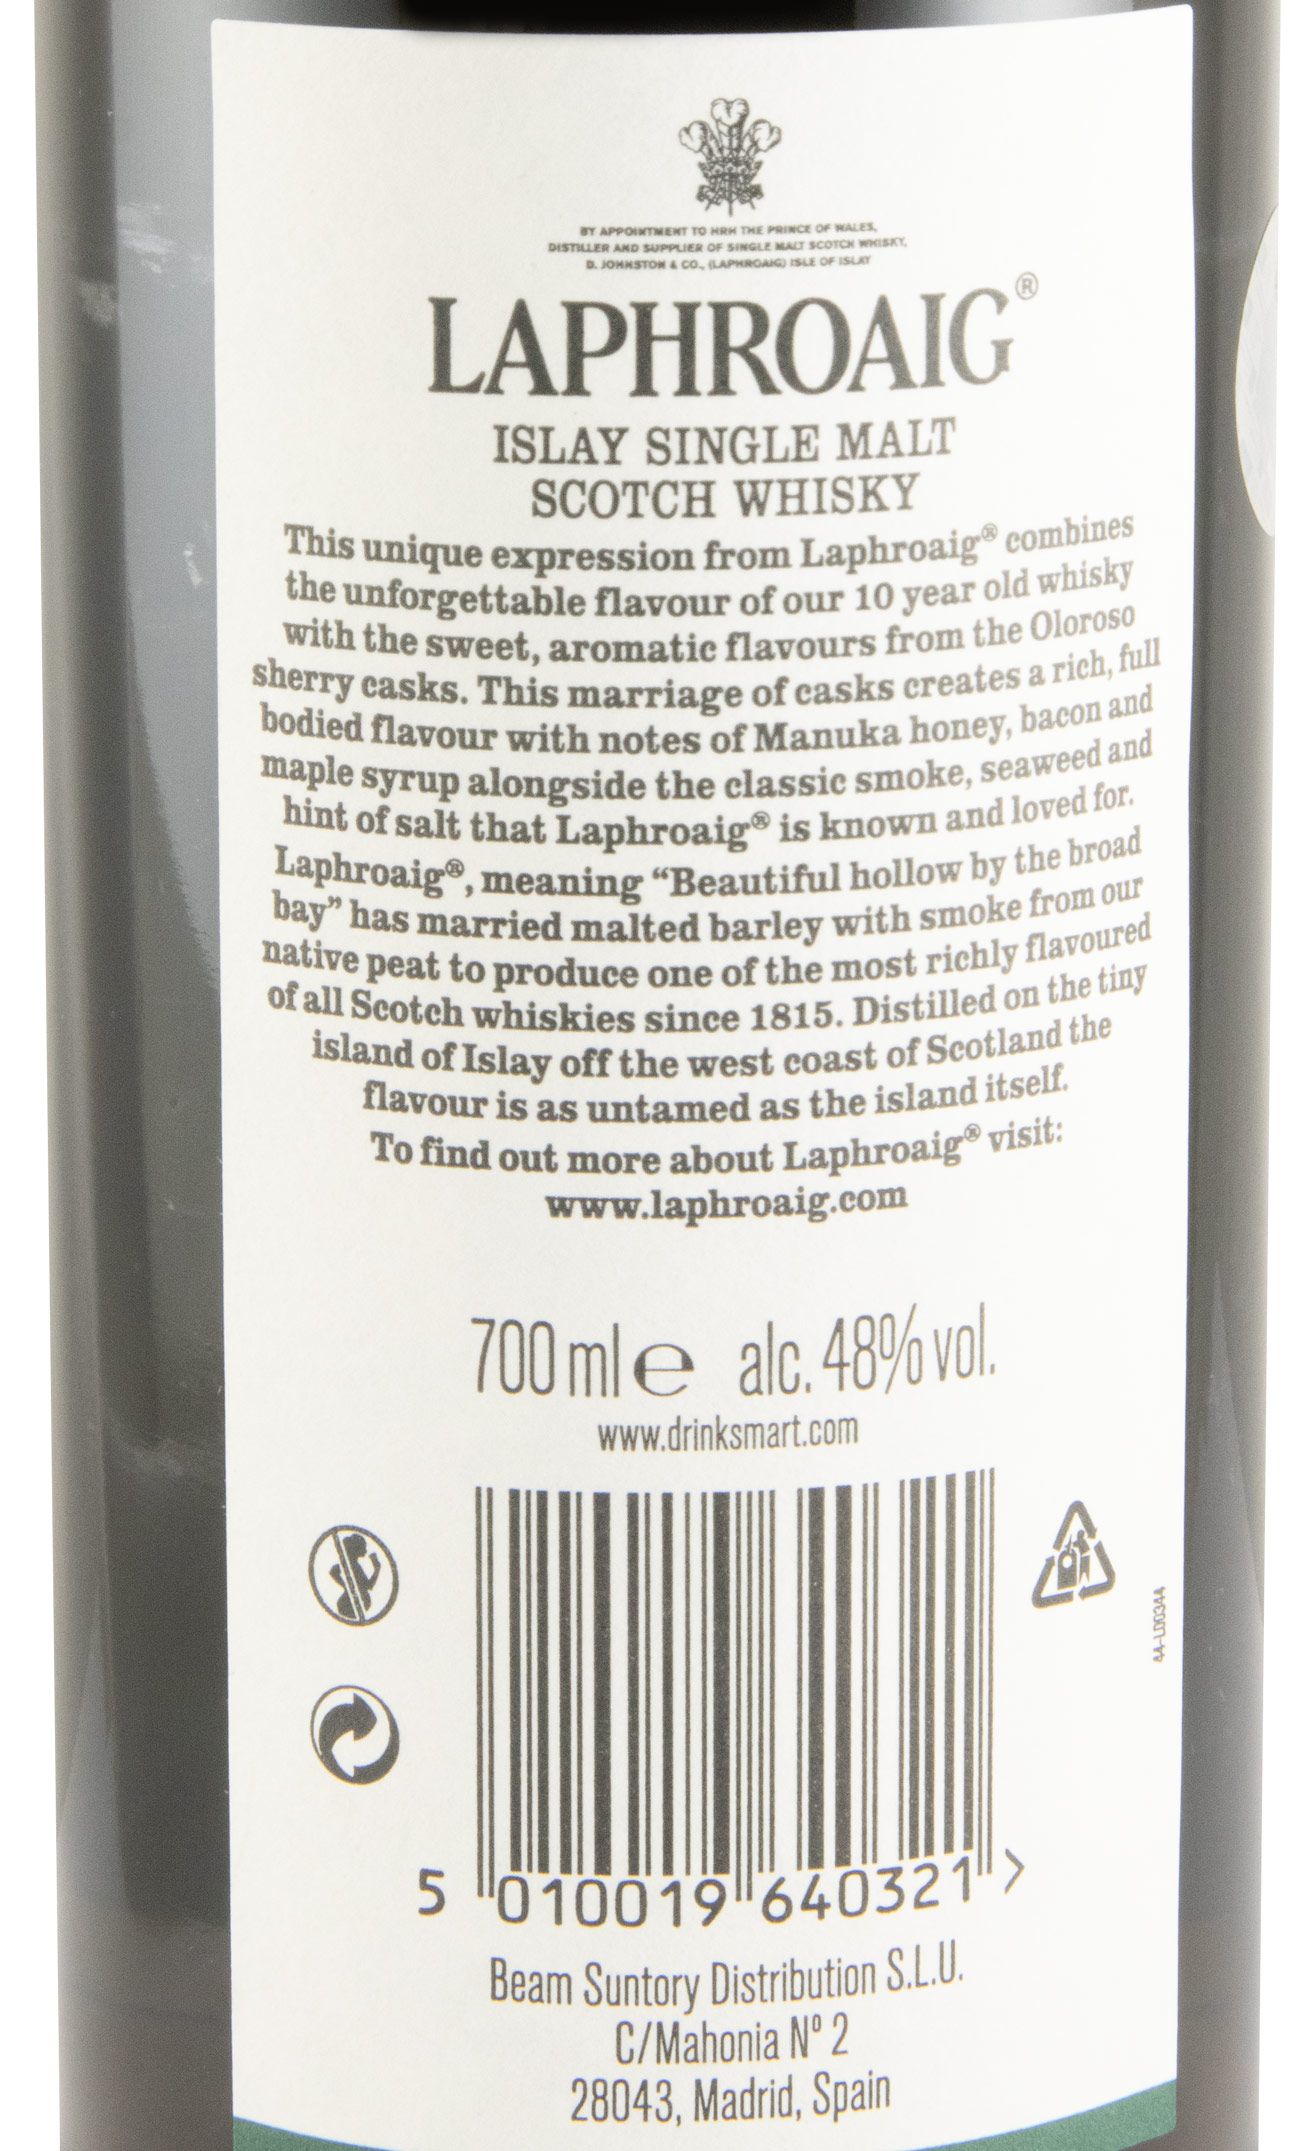 BY APPOINTMENT TO HRH THE PRINCE OF WALES,
DISTILLER AND SUPPLIER OF SINGLE MALT SCOTCH WHISKY,
D. JOHNSTON & CO., (LAPHROAIG) ISLE OF ISLAY
LAPHROAIG®
ISLAY SINGLE MALT
SCOTCH WHISKY
This unique expression from Laphroaig® combines
the unforgettable flavour of our 10 year old whisky
with the sweet, aromatic flavours from the Oloroso
sherry casks. This marriage of casks creates a rich, full
bodied flavour with notes of Manuka honey, bacon and
maple syrup alongside the classic smoke, seaweed and
hint of salt that Laphroaig® is known and loved for.
Laphroaig®, meaning “Beautiful hollow by the broad
bay” has married malted barley with smoke from our
native peat to produce one of the most richly flavoured
of all Scotch whiskies since 1815. Distilled on the tiny
island of Islay off the west coast of Scotland the
flavour is as untamed as the island itself.
To find out more about Laphroaig® visit:
www.laphroaig.com
700 ml e alc. 48% vol.
www.drinksmart.com
44-L00344
5 010019 640321 >
Beam Suntory Distribution S.L.U.
C/Mahonia Nº 2
28043, Madrid, Spain